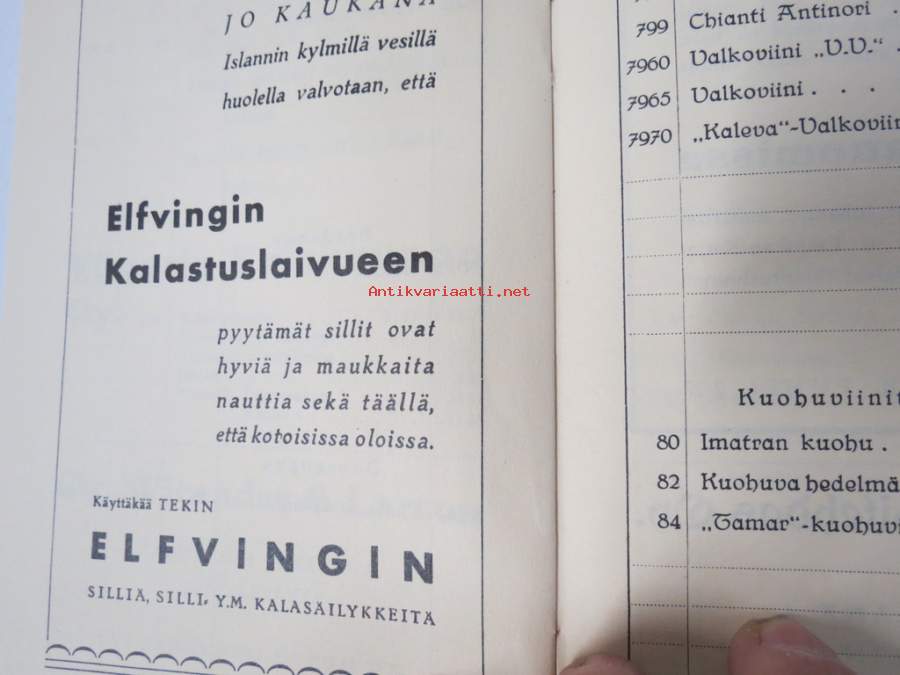 JO KAUKANA
Islannin kylmillä vesillä
huolella valvotaan, että
Elfvingin
Kalastuslaivueen
pyytämät sillit ovat
hyviä ja maukkaita
nauttia sekä täällä,
että kotoisissa oloissa.
Käyttäkää TEKIN
ELFVINGIN
SILLIÄ, SILLI- Y.M. KALASÄILYKKEITÄ
799 Chianti Antinori .
7960 Valkoviini „V.V.“ .
7965 Valkoviini . . .
7970 „Kaleva“-Valkoviin
Kuohuviinit
80 Imatran kuohu .
82 Kuohuva hedelmä
84 „Tamar“-kuohuvi
Antikvariaatti.net